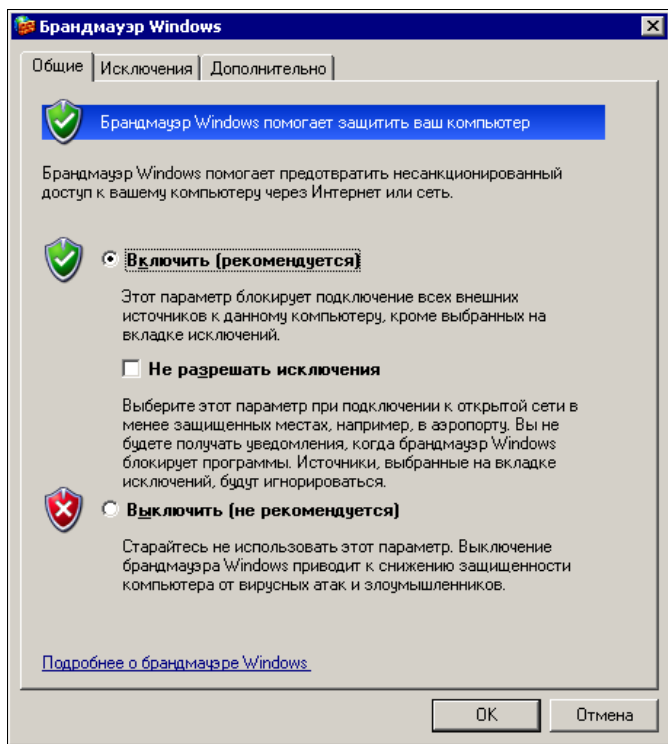 Брандмауэр Windows
Общие Исключения Дополнительно
Брандмауэр Windows помогает защитить ваш компьютер
Брандмауэр Windows помогает предотвратить несанкционированный
доступ к вашему компьютеру через Интернет или сеть.
Включить (рекомендуется)
Этот параметр блокирует подключение всех внешних
источников к данному компьютеру, кроме выбранных на
вкладке исключений.
Не разрешать исключения
Выберите этот параметр при подключении к открытой сети в
менее защищенных местах, например, в аэропорту. Вы не
будете получать уведомления, когда брандмауэр Windows
блокирует программы. Источники, выбранные на вкладке
исключений, будут игнорироваться.
Выключить (не рекомендуется)
Старайтесь не использовать этот параметр. Выключение
брандмауэра Windows приводит к снижению защищенности
компьютера от вирусных атак и злоумышленников.
Подробнее о брандмауэре Windows
OK Отмена